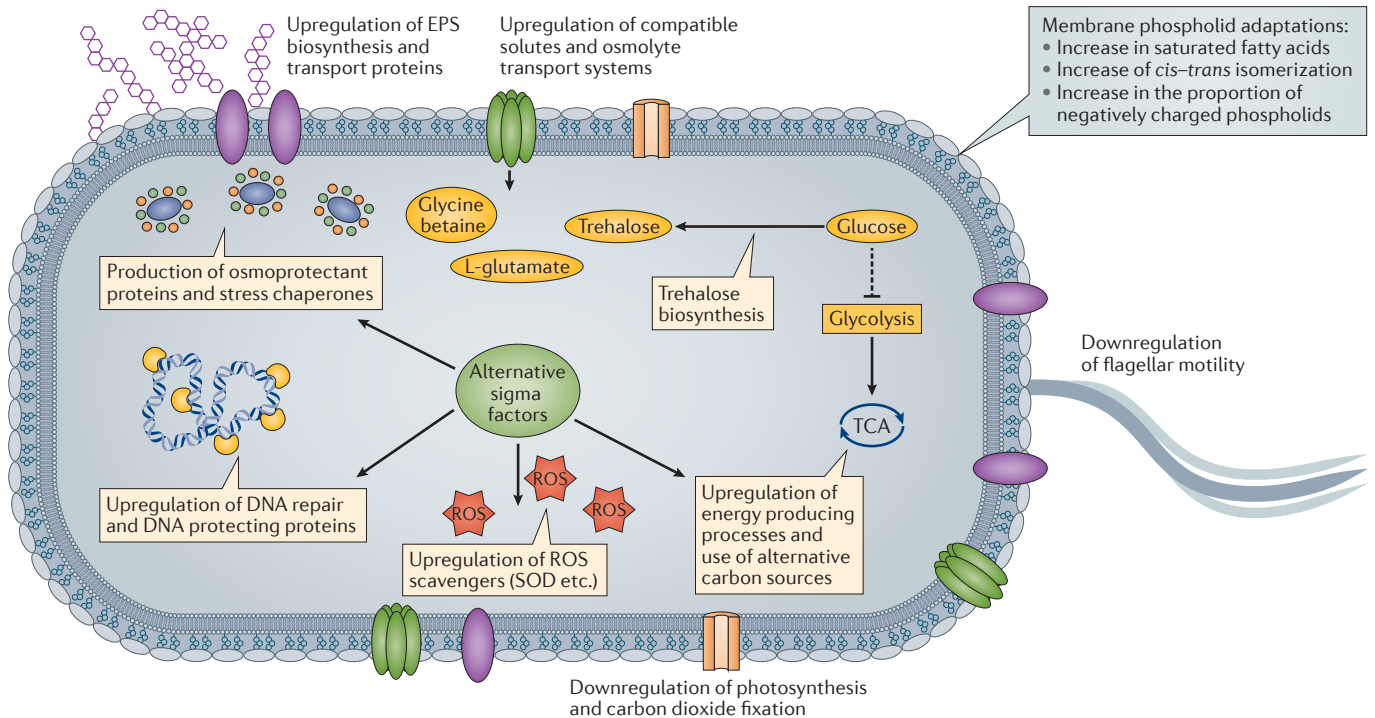 Upregulation of EPS
biosynthesis and
transport proteins
Upregulation of compatible
solutes and osmolyte
transport systems
Membrane phospholid adaptations:
• Increase in saturated fatty acids
• Increase of cis–trans isomerization
• Increase in the proportion of
negatively charged phospholids
Glycine
betaine
Trehalose
Glucose
L-glutamate
Production of osmoprotectant
proteins and stress chaperones
Trehalose
biosynthesis
Glycolysis
Downregulation
of flagellar motility
Alternative
sigma
factors
TCA
ROS
ROS
ROS
Upregulation of DNA repair
and DNA protecting proteins
Upregulation of ROS
scavengers (SOD etc.)
Upregulation of
energy producing
processes and
use of alternative
carbon sources
Downregulation of photosynthesis
and carbon dioxide fixation